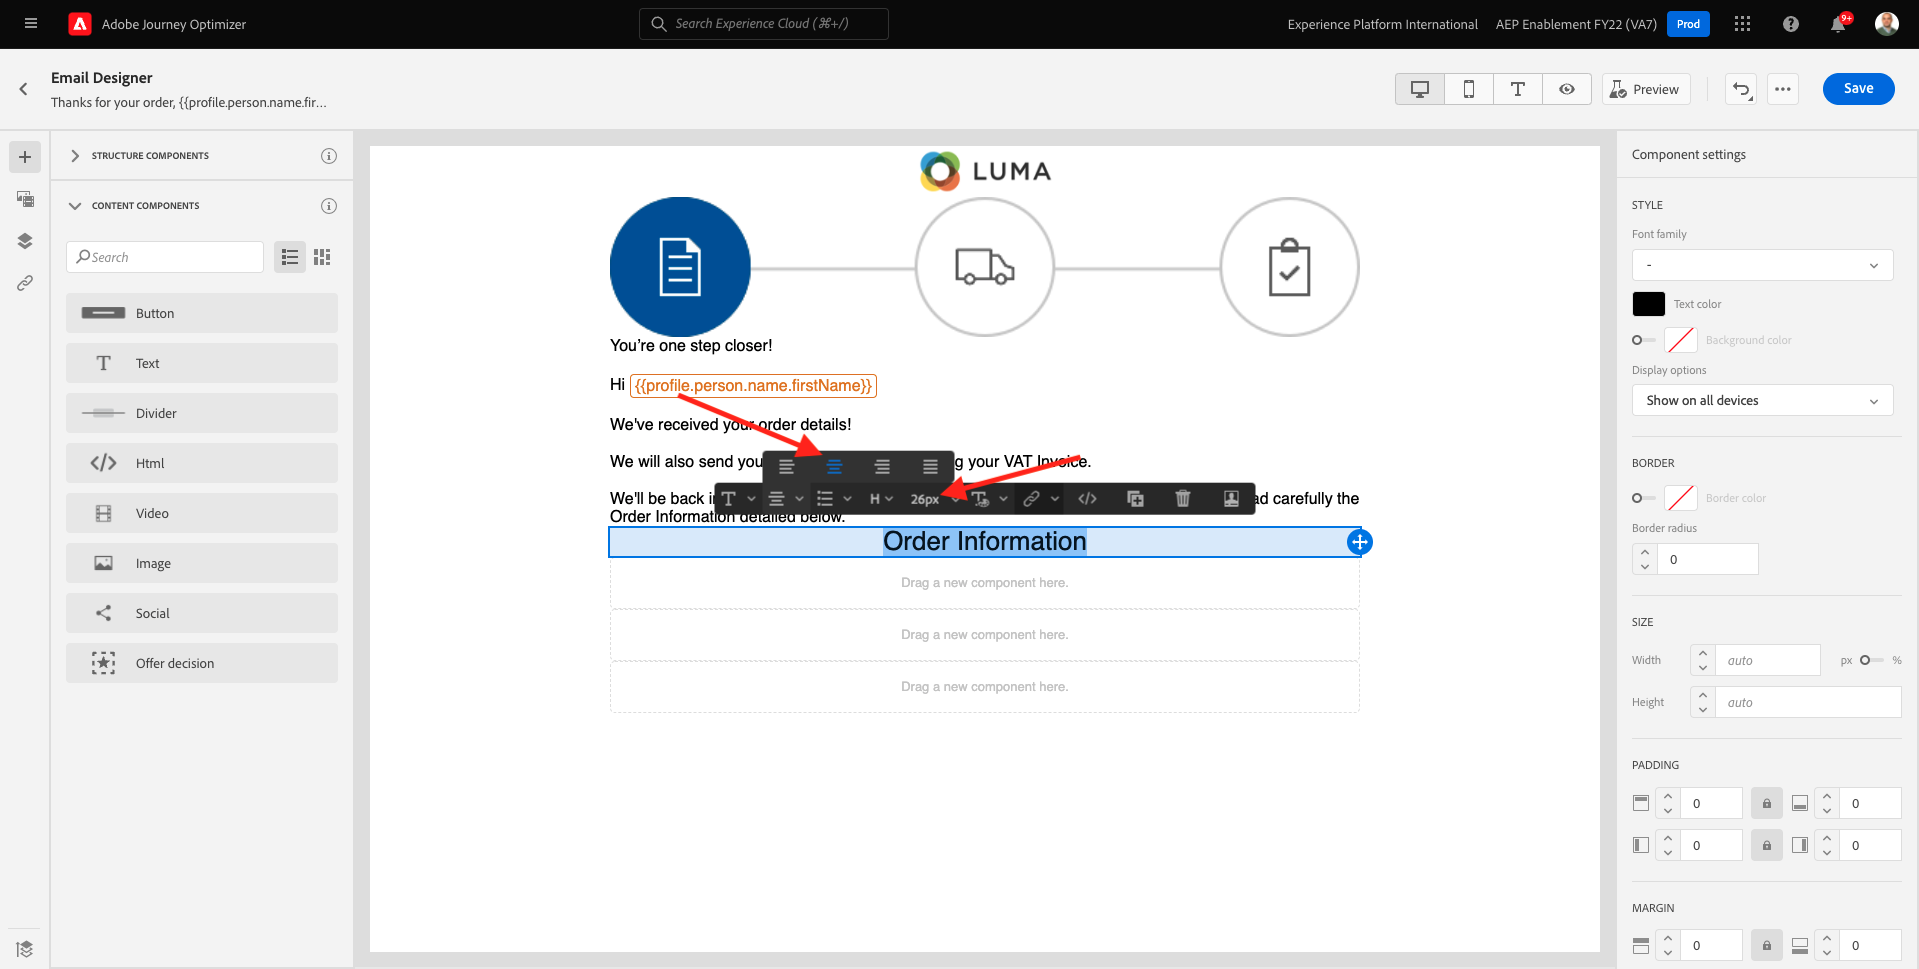 Adobe Journey Optimizer
Search Experience Cloud (⌘+/)
Experience Platform International
AEP Enablement FY22 (VA7)
Prod
9+
Email Designer
Thanks for your order, {{profile.person.name.fir...
Preview
Save
STRUCTURE COMPONENTS
CONTENT COMPONENTS
Search
Button
Text
Divider
Html
Video
Image
Social
Offer decision
LUMA
You're one step closer!
Hi {{profile.person.name.firstName}}
We've received your order details!
We will also send you
g your VAT Invoice.
We'll be back i
ad carefully the
Order Information detailed below.
H
26px
Order Information
Drag a new component here.
Drag a new component here.
Drag a new component here.
Component settings
STYLE
Font family
-
Text color
Background color
Display options
Show on all devices
BORDER
Border color
Border radius
0
SIZE
Width
auto
px
%
Height
auto
PADDING
0
0
0
0
MARGIN
0
0